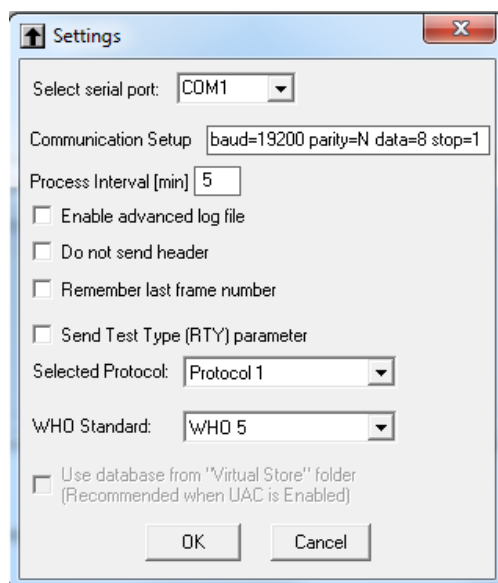 Settings
Select serial port: COM1
Communication Setup baud=19200 parity=N data=8 stop=1
Process Interval [min] 5
Enable advanced log file
Do not send header
Remember last frame number
Send Test Type (RTY) parameter
Selected Protocol: Protocol 1
WHO Standard: WHO 5
Use database from "Virtual Store" folder
(Recommended when UAC is Enabled)
OK Cancel